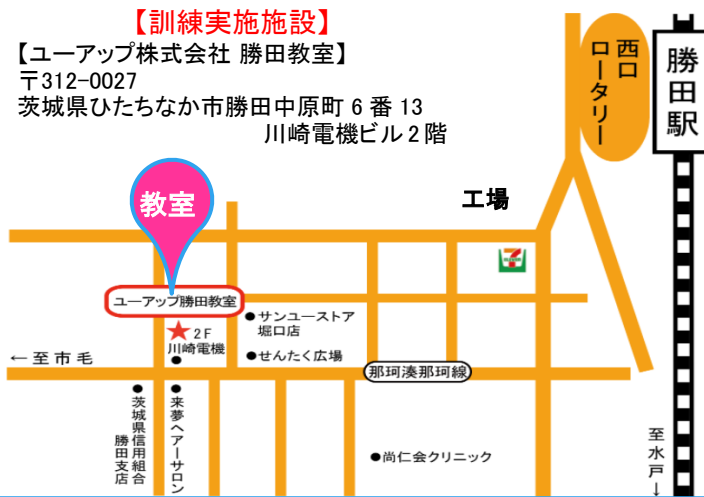 【訓練実施施設】
【ユーアップ株式会社 勝田教室】
〒312-0027
茨城県ひたちなか市勝田中原町 6 番 13
川崎電機ビル 2 階
西口
ロータリー
勝田駅
教室
工場
ユーアップ勝田教室
★2F
川崎電機
●サンユーストア
堀口店
●せんたく広場
←至市毛
那珂湊那珂線
●茨城県信用組合
勝田支店
●来夢ヘアーサロン
●尚仁会クリニック
至水戸↓